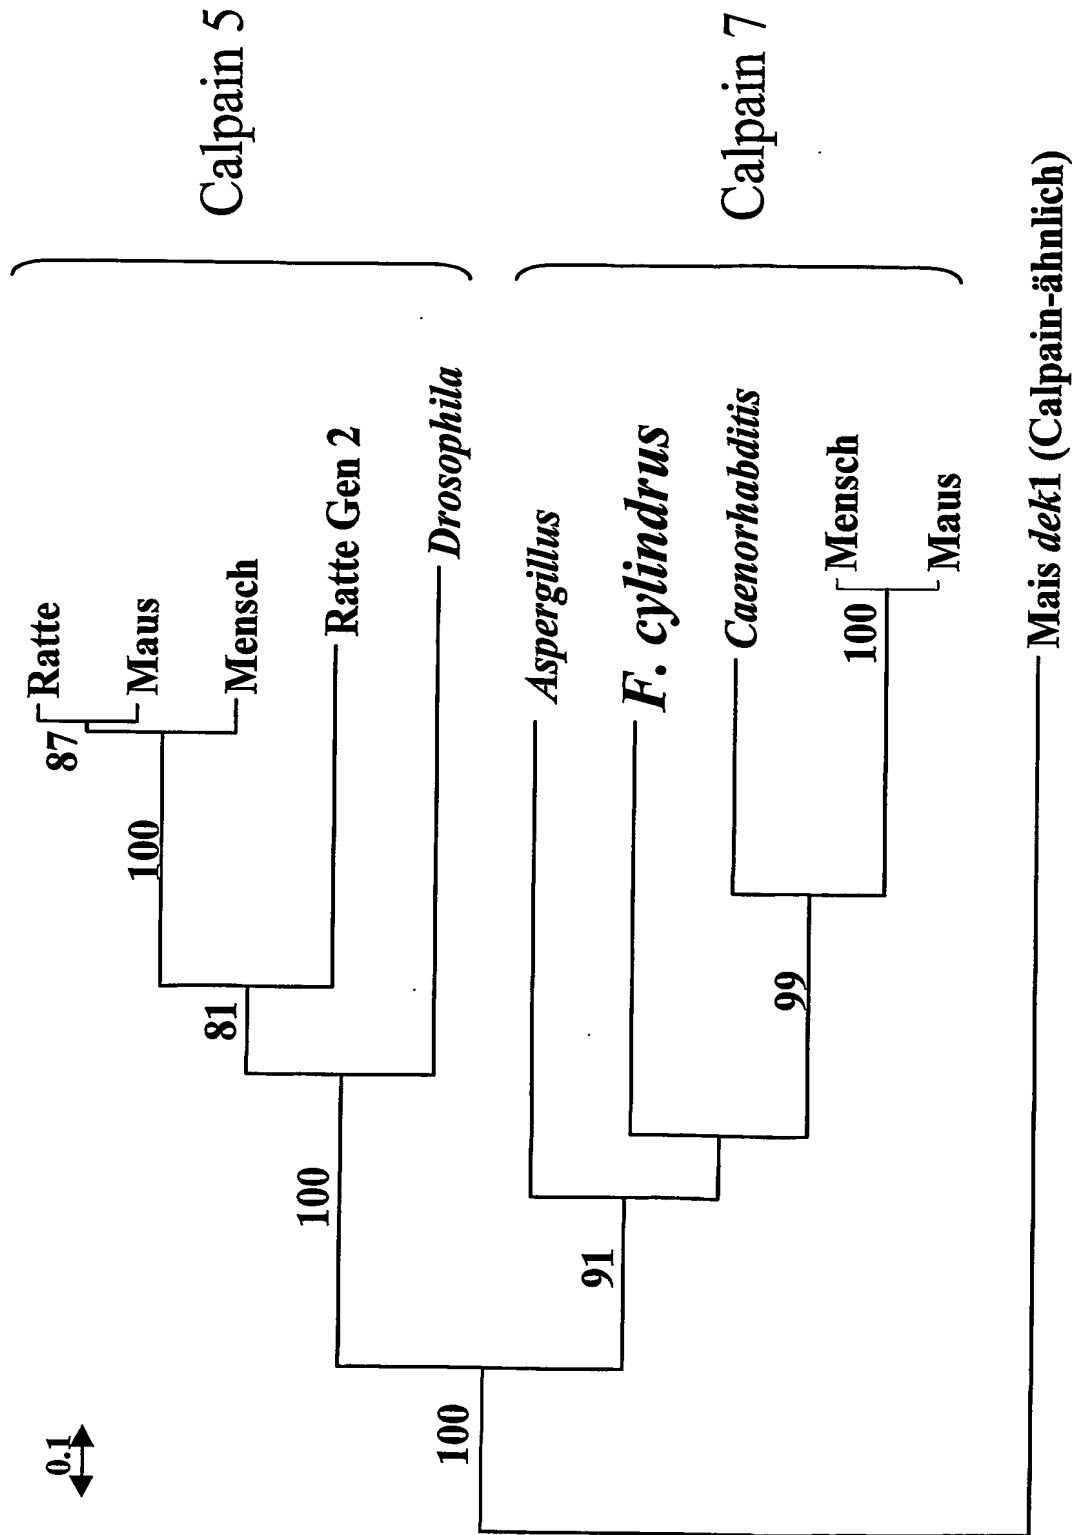 0.1
Calpain 5
Calpain 7
Ratte
Maus
Mensch
Ratte Gen 2
Drosophila
Aspergillus
F. cylindrus
Caenorhabditis
Mensch
Maus
Mais dek1 (Calpain-ähnlich)
87
100
81
100
100
91
99
100